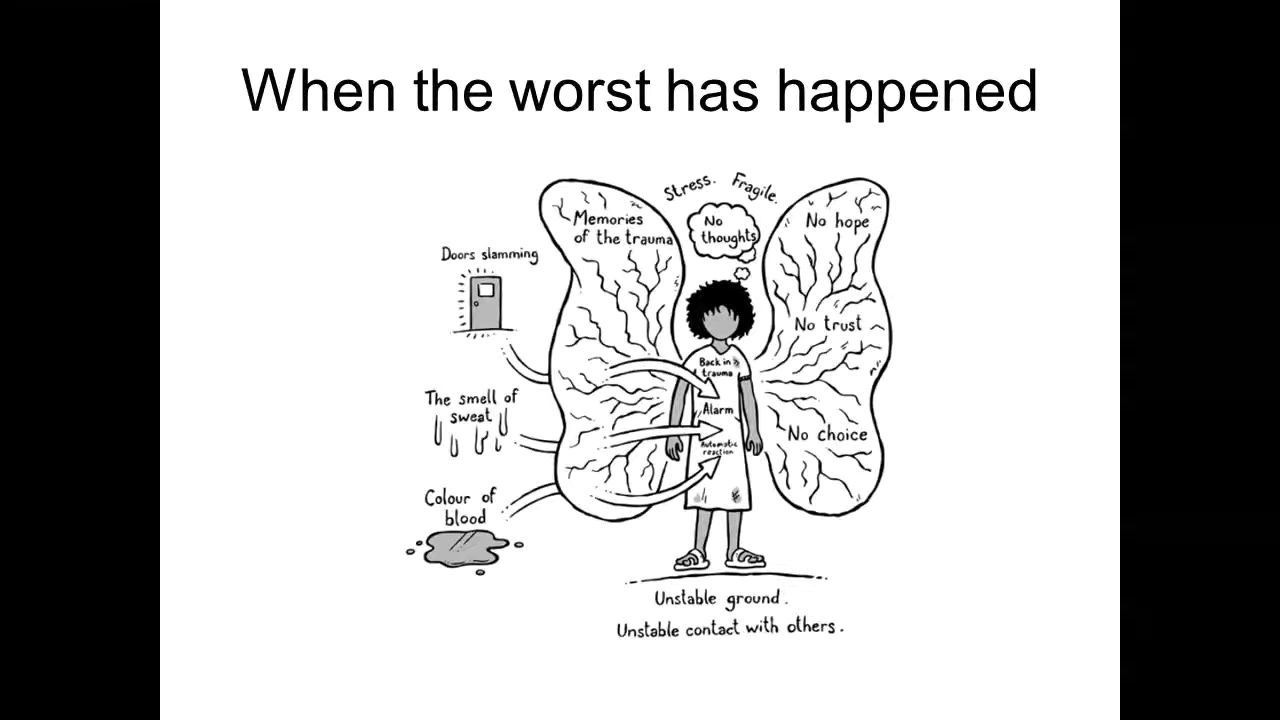 When the worst has happened
Stress. Fragile.
No
thoughts
Memories
of the trauma
No hope
Doors slamming
No trust
Back in
trauma
The smell of
sweat
Alarm
No choice
Automatic
reaction
Colour of
blood
Unstable ground.
Unstable contact with others.